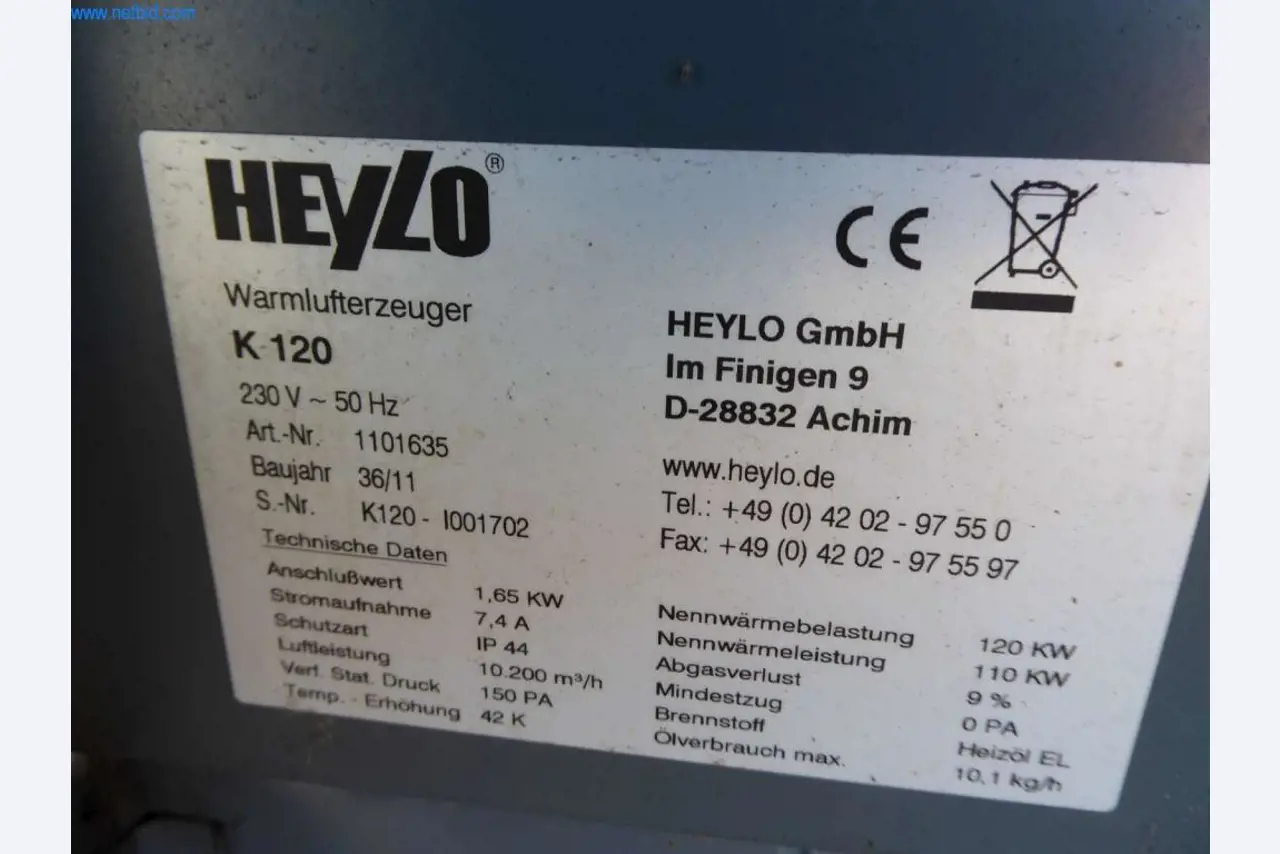 www.netbid.com
HEYLO®
CE
Warmlufterzeuger
K 120
230 V ~ 50 Hz
Art.-Nr. 1101635
Baujahr 36/11
S.-Nr. K120 - I001702
HEYLO GmbH
Im Finigen 9
D-28832 Achim
www.heylo.de
Tel.: +49 (0) 42 02 - 97 55 0
Fax: +49 (0) 42 02 - 97 55 97
Technische Daten
Anschlußwert 1,65 KW
Stromaufnahme 7,4 A
Schutzart IP 44
Luftleistung 10.200 m³/h
Verf. Stat. Druck 150 PA
Temp. - Erhöhung 42 K
Nennwärmebelastung 120 KW
Nennwärmeleistung 110 KW
Abgasverlust 9 %
Mindestzug 0 PA
Brennstoff Heizöl EL
Ölverbrauch max. 10,1 kg/h